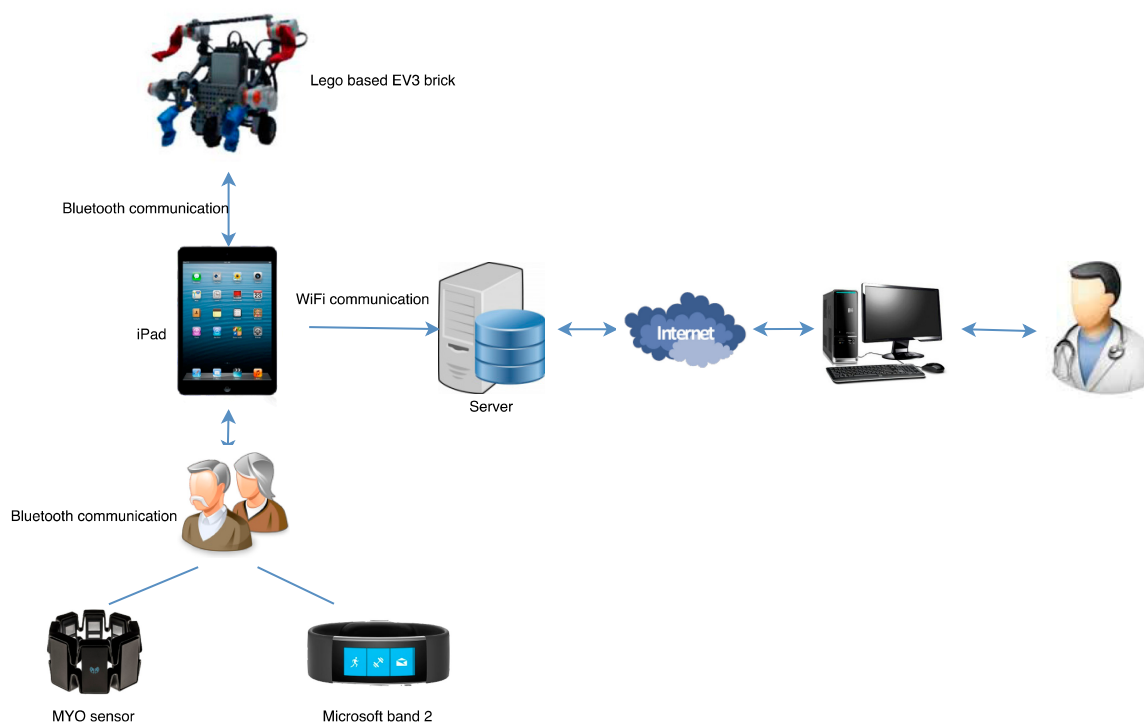 Lego based EV3 brick
Bluetooth communication
WiFi communication
iPad
Internet
Server
Bluetooth communication
MYO sensor
Microsoft band 2